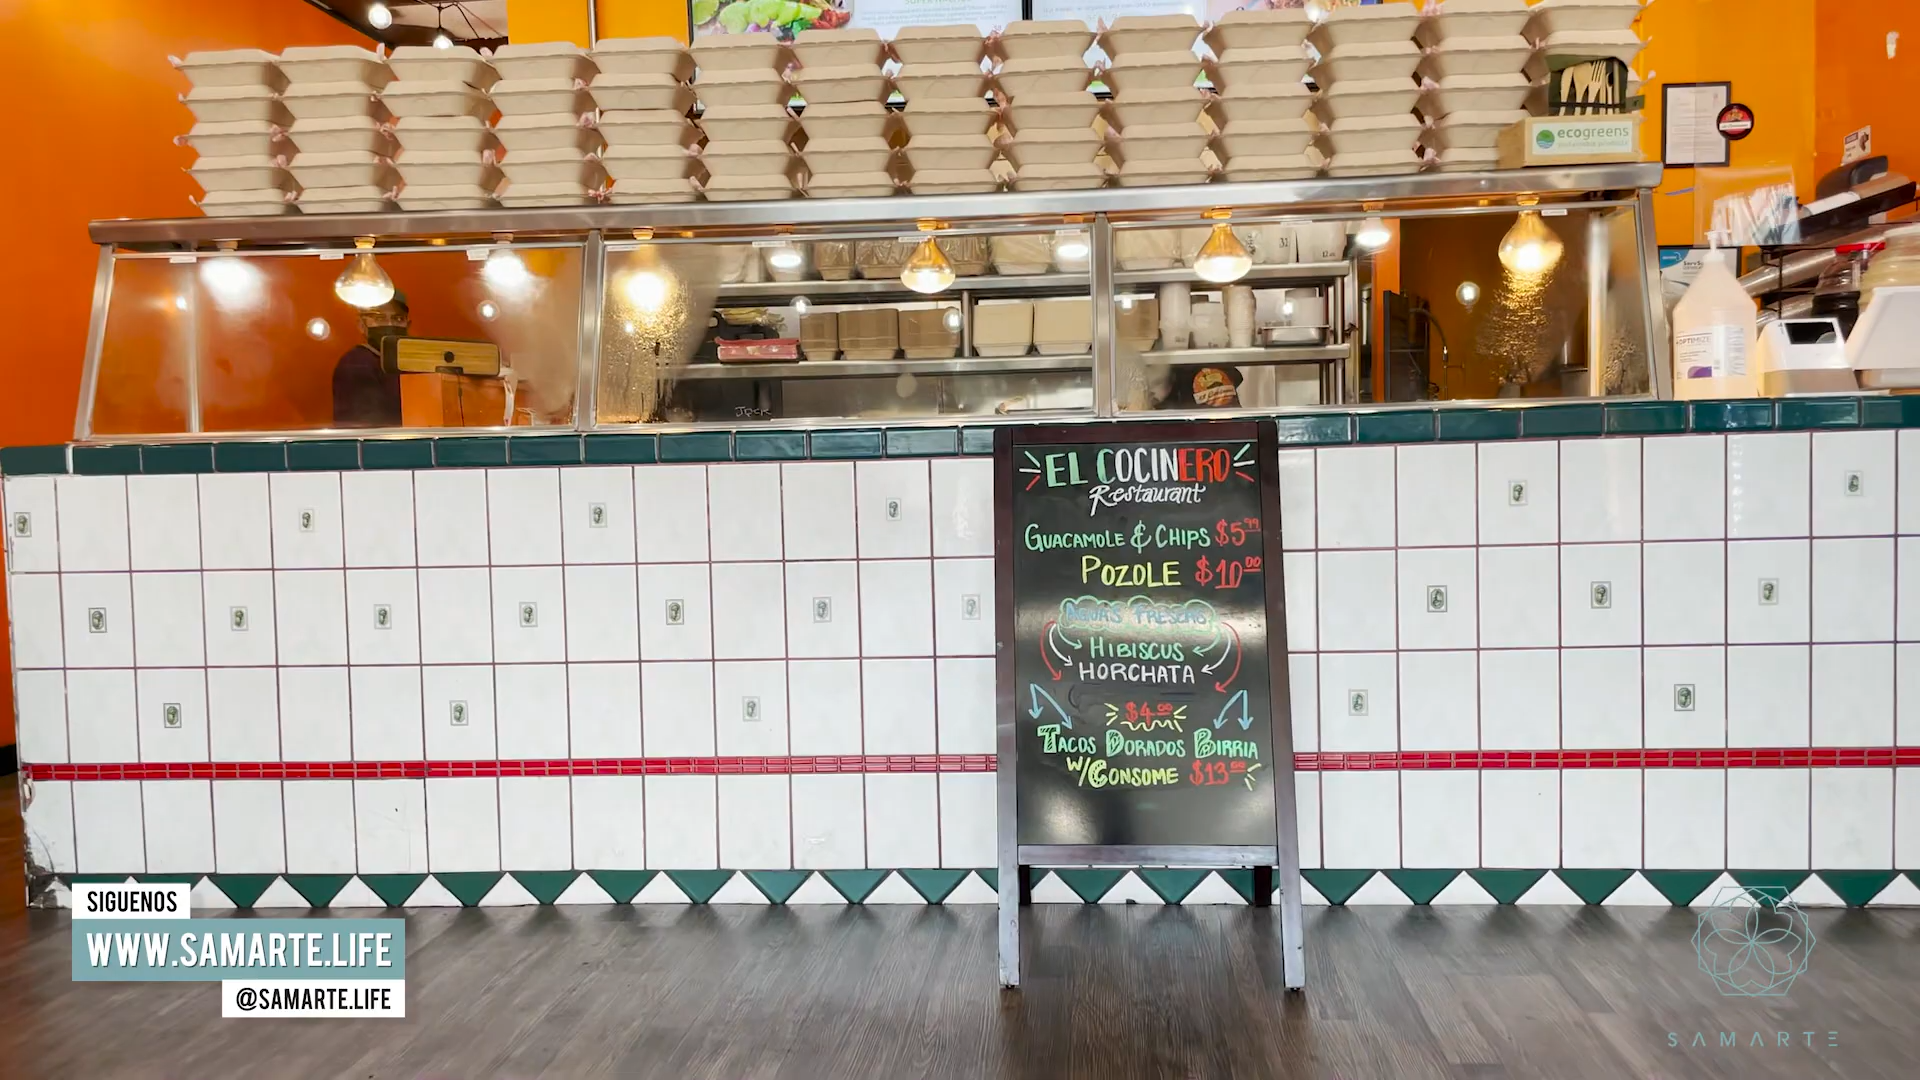 ecogreens
EL COCINERO
Restaurant
GUACAMOLE & CHIPS $5.99
POZOLE $10.00
AGUAS FRESCAS
HIBISCUS
HORCHATA
$4.00
TACOS DORADOS BIRRIA
W/CONSOME $13.00
SIGUENOS
WWW.SAMARTE.LIFE
@SAMARTE.LIFE
SAMARTE